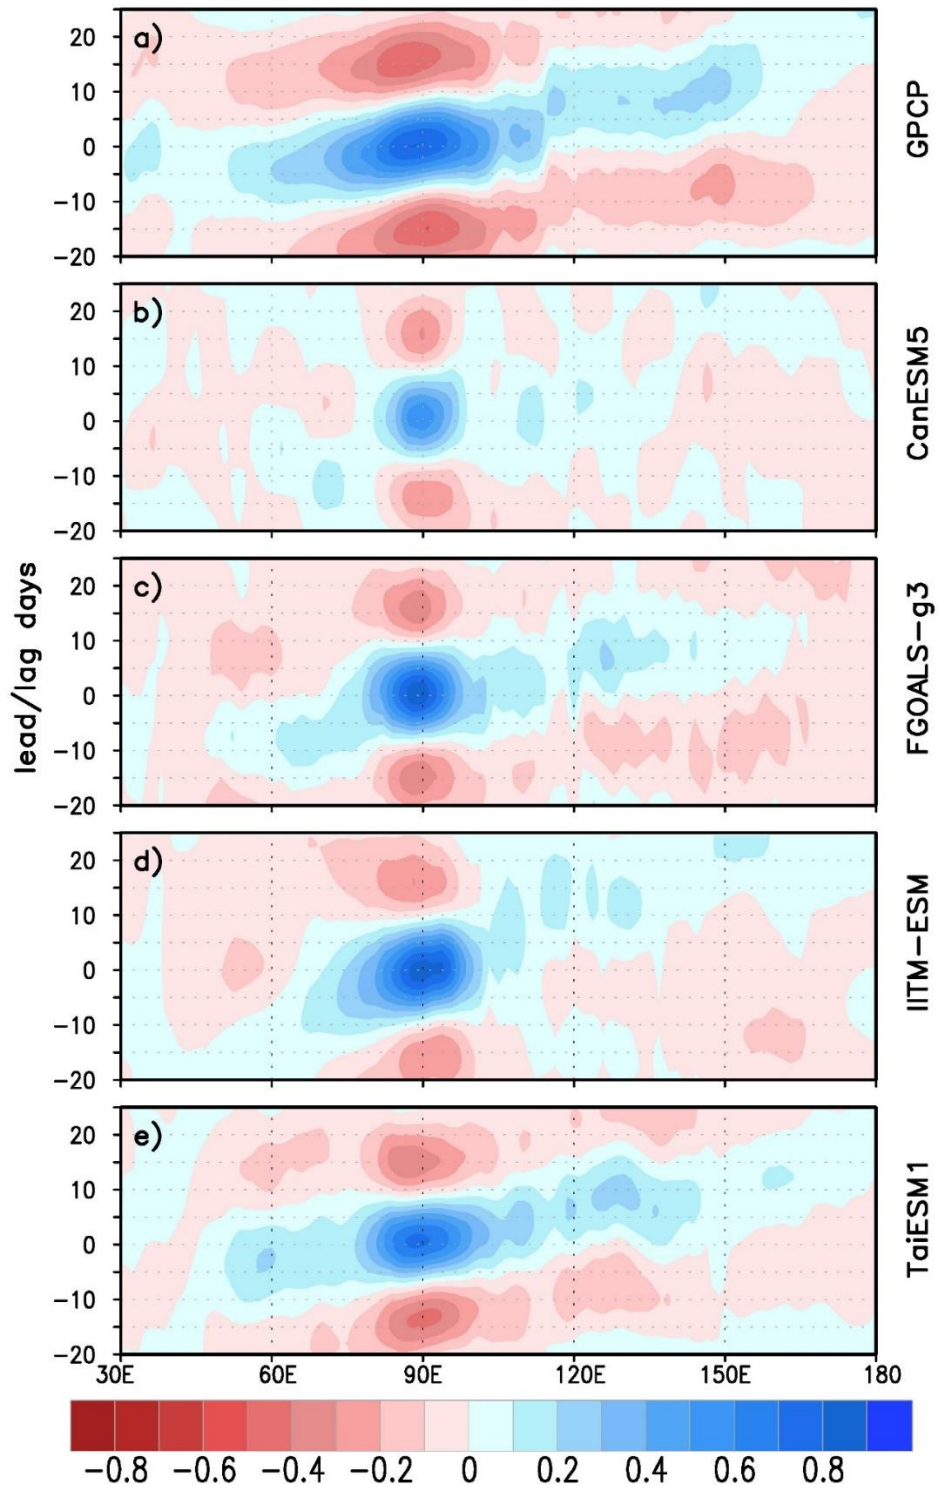 a)
20
10
0
−10
−20
GPCP
b)
20
10
0
−10
−20
CanESM5
lead/lag days
c)
20
10
0
−10
−20
FGOALS−g3
d)
20
10
0
−10
−20
IITM−ESM
e)
20
10
0
−10
−20
TaiESM1
30E 60E 90E 120E 150E 180
−0.8 −0.6 −0.4 −0.2 0 0.2 0.4 0.6 0.8